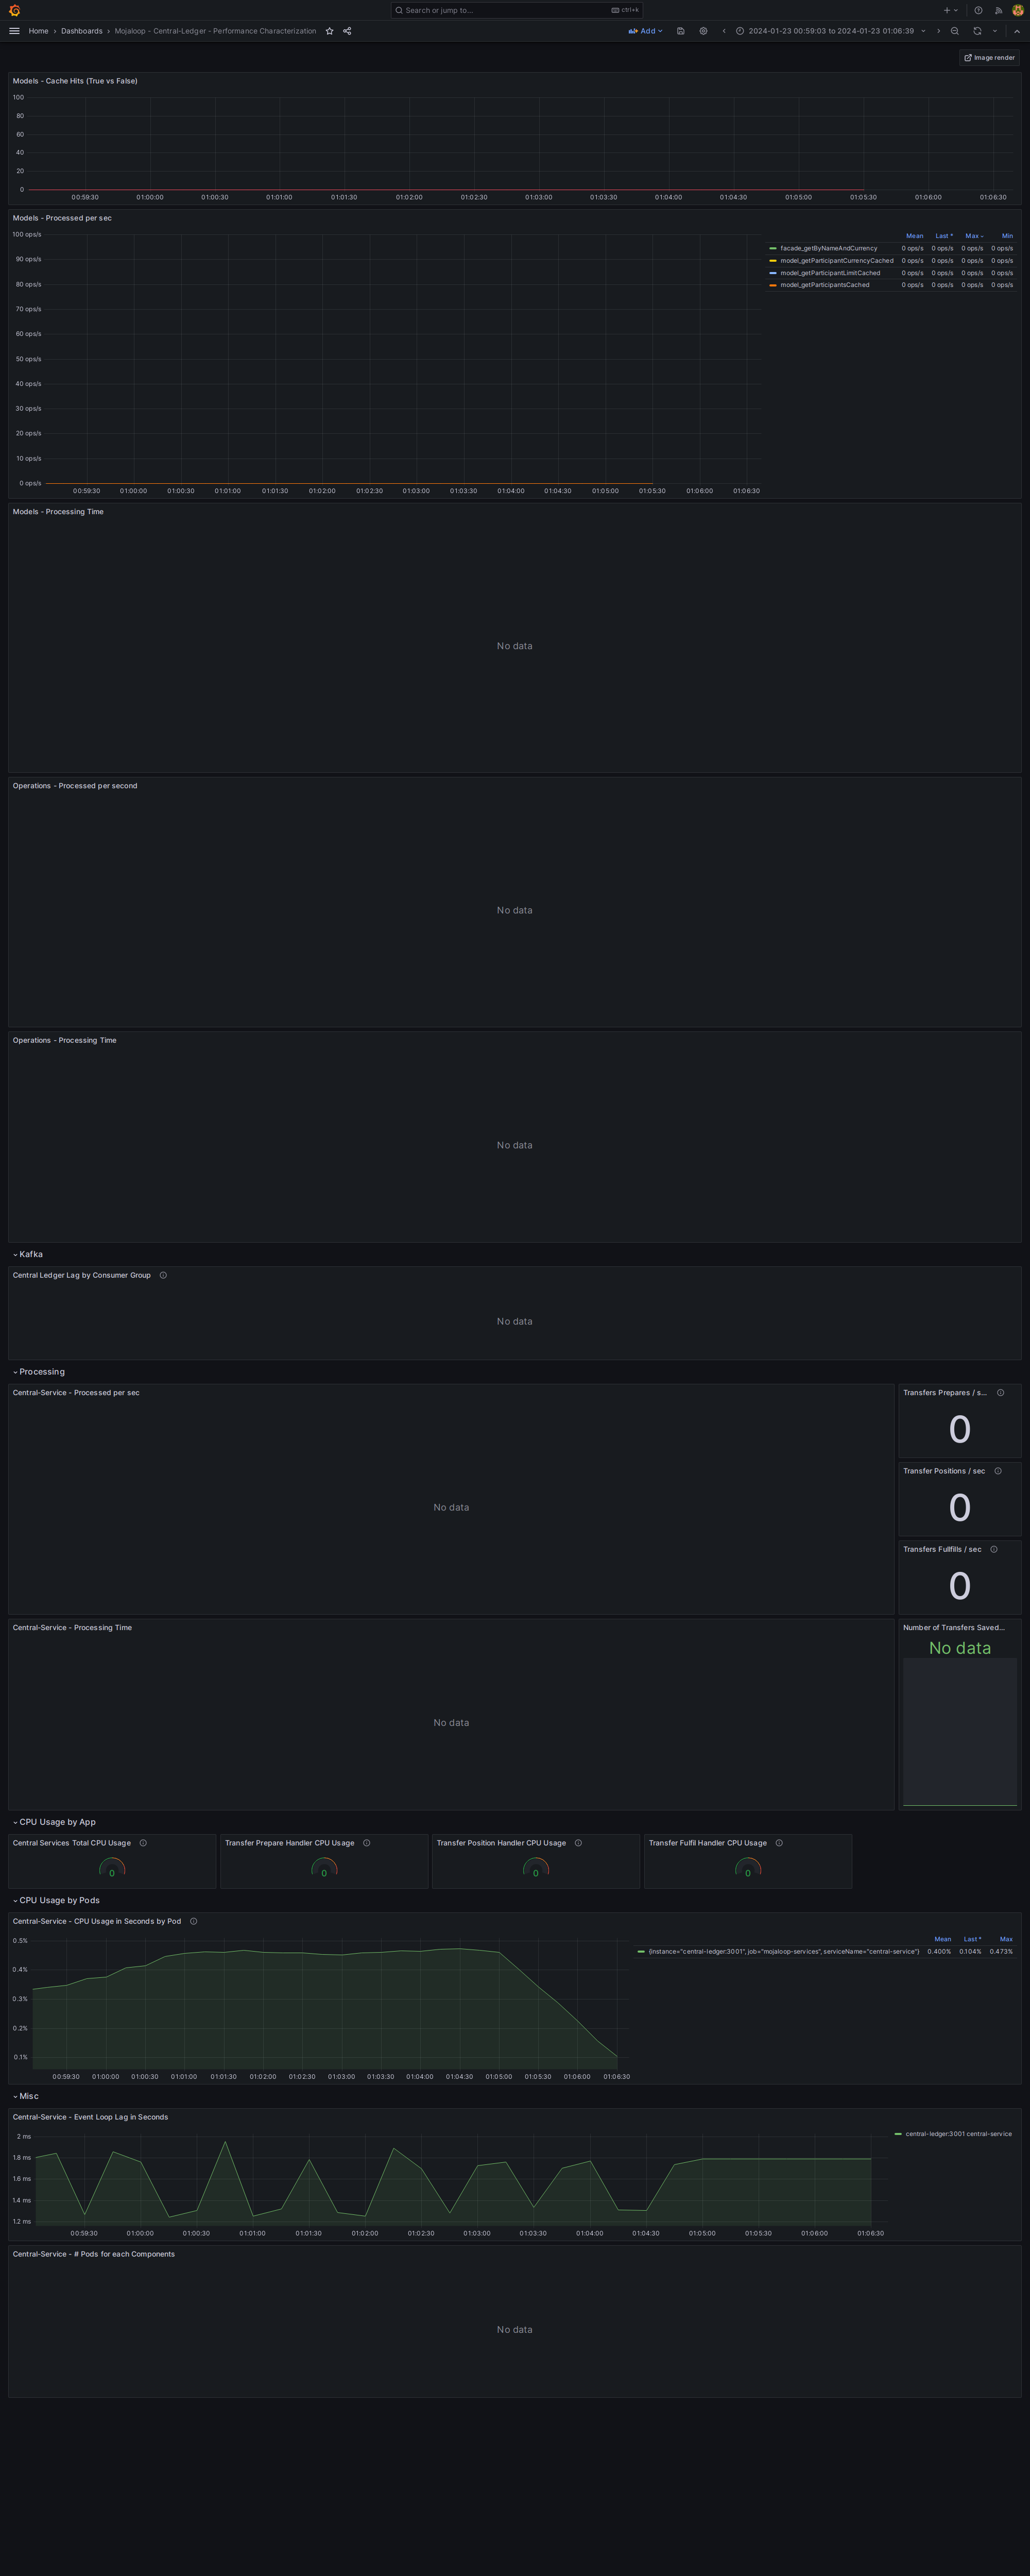 Search or jump to... ctrl+k
Home › Dashboards › Mojaloop - Central-Ledger - Performance Characterization Add 2024-01-23 00:59:03 to 2024-01-23 01:06:39
Image render
Models - Cache Hits (True vs False)
100
80
60
40
20
0
00:59:30 01:00:00 01:00:30 01:01:00 01:01:30 01:02:00 01:02:30 01:03:00 01:03:30 01:04:00 01:04:30 01:05:00 01:05:30 01:06:00 01:06:30
Models - Processed per sec
100 ops/s
90 ops/s
80 ops/s
70 ops/s
60 ops/s
50 ops/s
40 ops/s
30 ops/s
20 ops/s
10 ops/s
0 ops/s
00:59:30 01:00:00 01:00:30 01:01:00 01:01:30 01:02:00 01:02:30 01:03:00 01:03:30 01:04:00 01:04:30 01:05:00 01:05:30 01:06:00 01:06:30
Mean Last * Max Min
facade_getByNameAndCurrency 0 ops/s 0 ops/s 0 ops/s 0 ops/s
model_getParticipantCurrencyCached 0 ops/s 0 ops/s 0 ops/s 0 ops/s
model_getParticipantLimitCached 0 ops/s 0 ops/s 0 ops/s 0 ops/s
model_getParticipantsCached 0 ops/s 0 ops/s 0 ops/s 0 ops/s
Models - Processing Time
No data
Operations - Processed per second
No data
Operations - Processing Time
No data
Kafka
Central Ledger Lag by Consumer Group
No data
Processing
Central-Service - Processed per sec
No data
Transfers Prepares / s...
0
Transfer Positions / sec
0
Transfers Fullfills / sec
0
Central-Service - Processing Time
No data
Number of Transfers Saved...
No data
CPU Usage by App
Central Services Total CPU Usage
0
Transfer Prepare Handler CPU Usage
0
Transfer Position Handler CPU Usage
0
Transfer Fulfil Handler CPU Usage
0
CPU Usage by Pods
Central-Service - CPU Usage in Seconds by Pod
0.5%
0.4%
0.3%
0.2%
0.1%
00:59:30 01:00:00 01:00:30 01:01:00 01:01:30 01:02:00 01:02:30 01:03:00 01:03:30 01:04:00 01:04:30 01:05:00 01:05:30 01:06:00 01:06:30
Mean Last * Max
{instance="central-ledger:3001", job="mojaloop-services", serviceName="central-service"} 0.400% 0.104% 0.473%
Misc
Central-Service - Event Loop Lag in Seconds
2 ms
1.8 ms
1.6 ms
1.4 ms
1.2 ms
00:59:30 01:00:00 01:00:30 01:01:00 01:01:30 01:02:00 01:02:30 01:03:00 01:03:30 01:04:00 01:04:30 01:05:00 01:05:30 01:06:00 01:06:30
central-ledger:3001 central-service
Central-Service - # Pods for each Components
No data